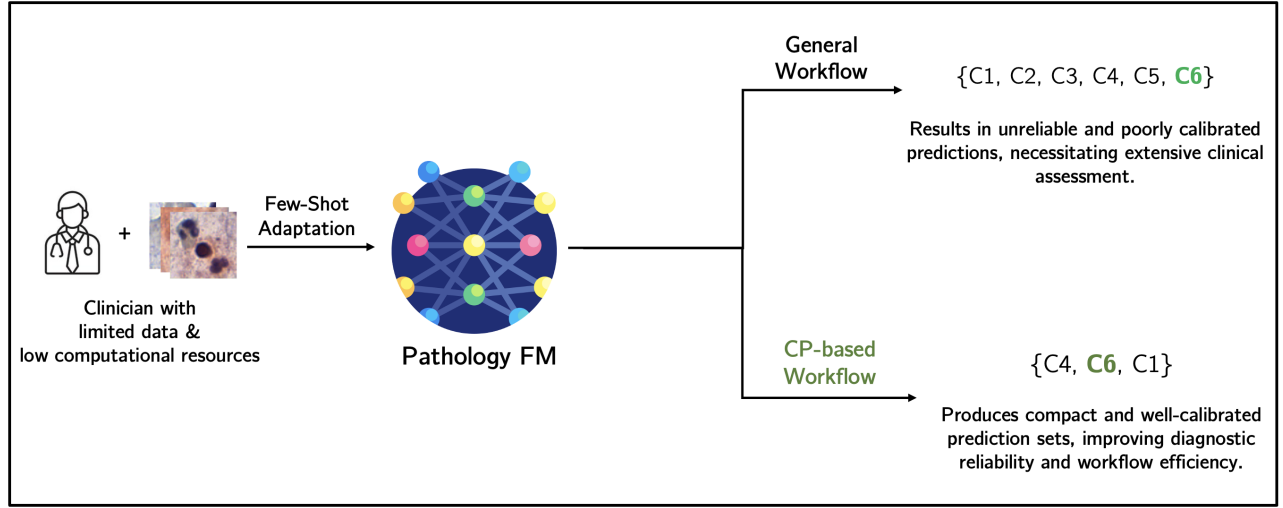 General
Workflow
{C1, C2, C3, C4, C5, C6}
Results in unreliable and poorly calibrated
predictions, necessitating extensive clinical
assessment.
+
Few-Shot
Adaptation
Clinician with
limited data &
low computational resources
Pathology FM
CP-based
Workflow
{C4, C6, C1}
Produces compact and well-calibrated
prediction sets, improving diagnostic
reliability and workflow efficiency.